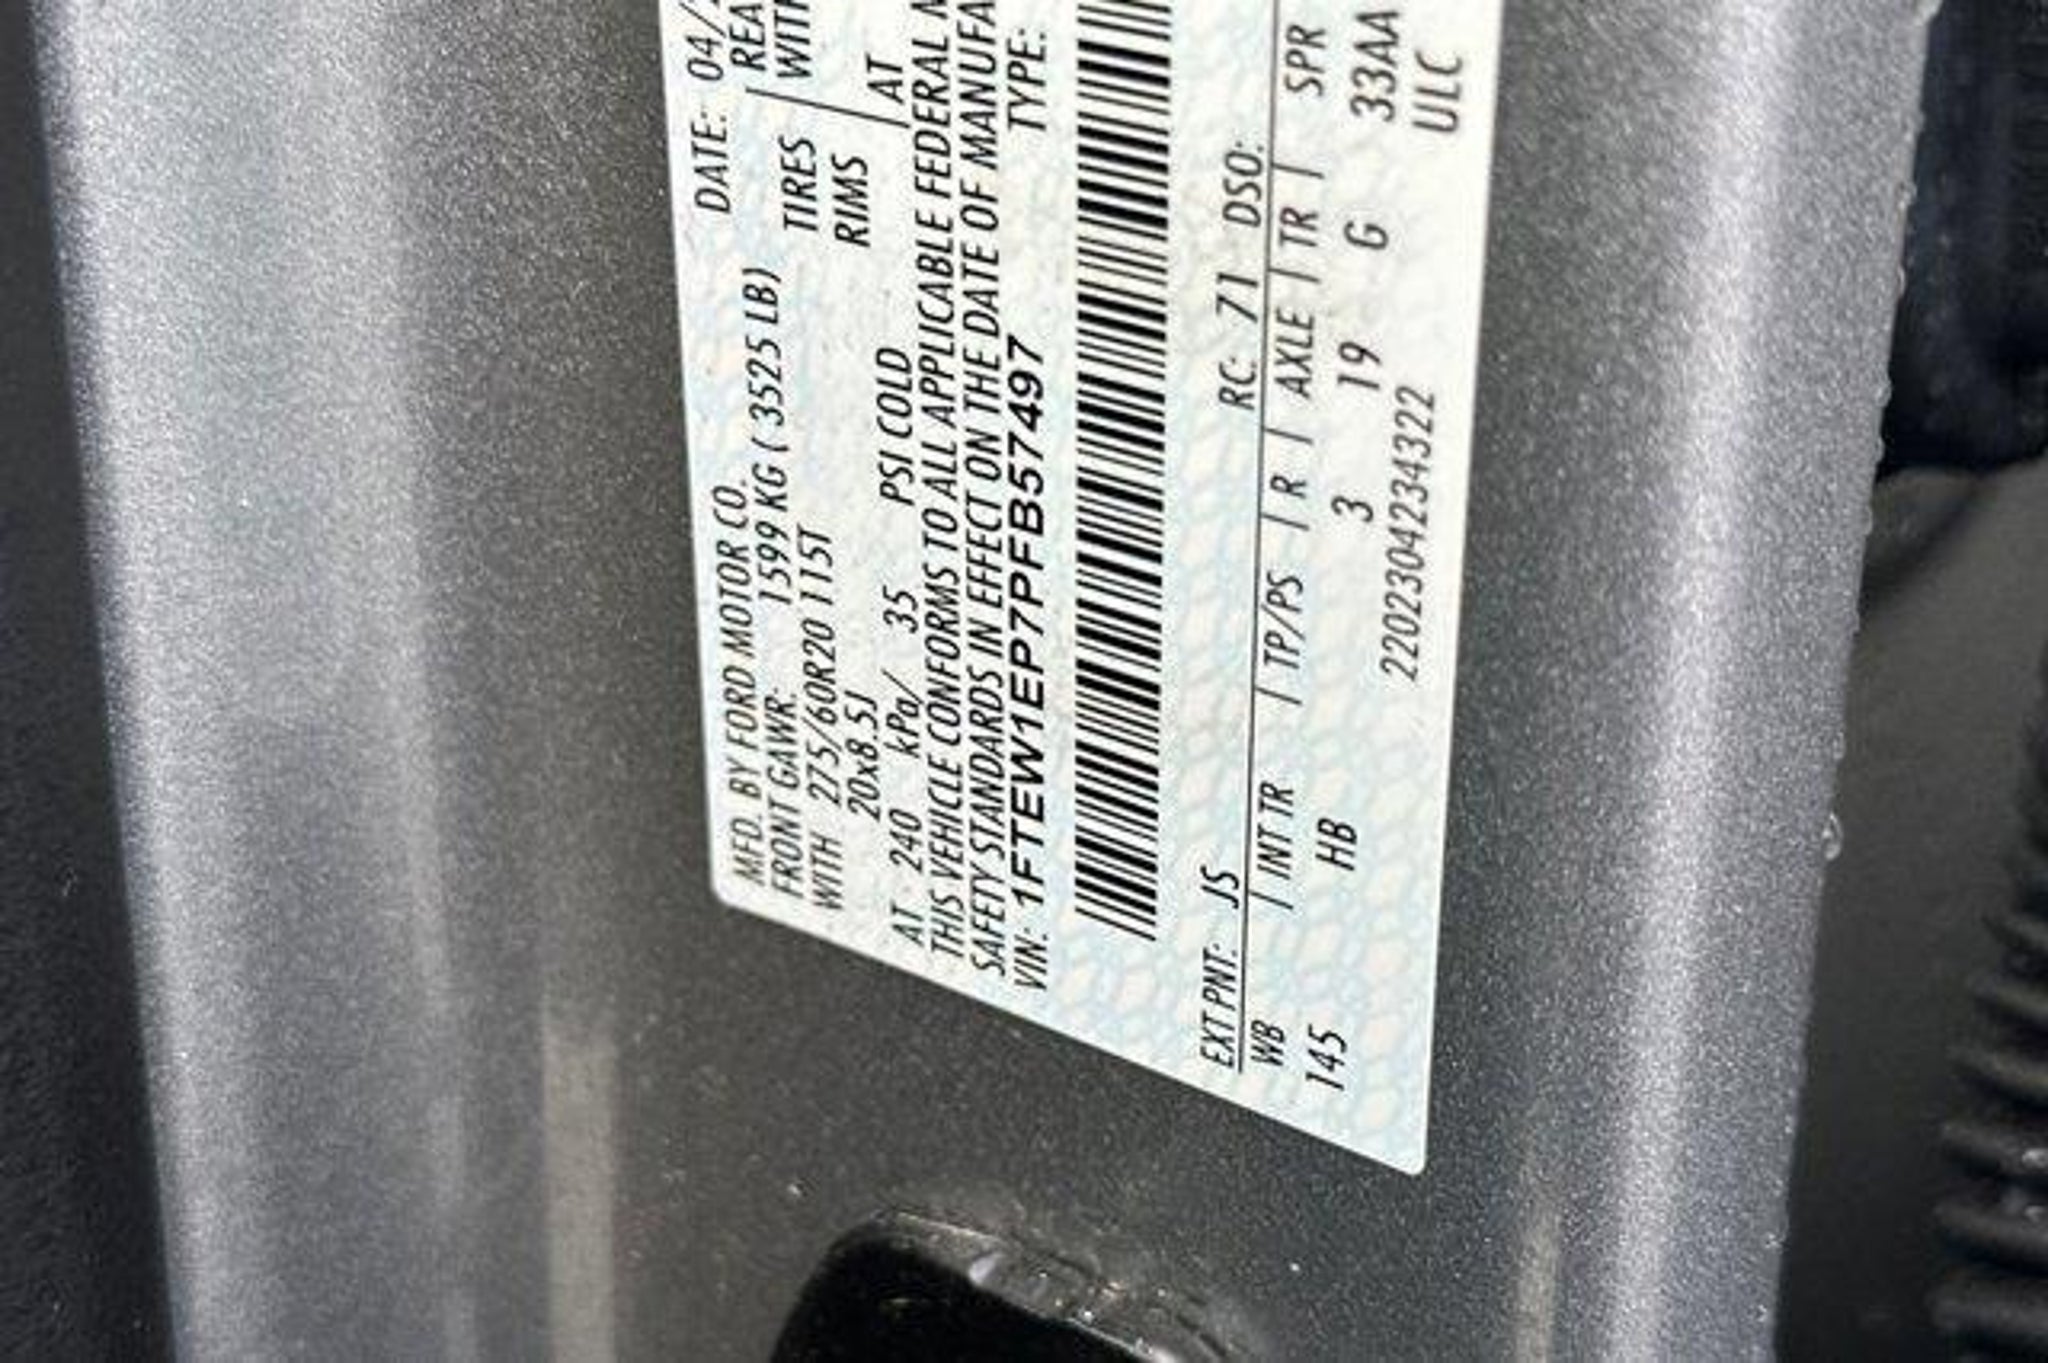 MFD. BY FORD MOTOR CO.
DATE: 04/
FRONT GAWR: 1599 KG ( 3525 LB)
REA
WITH 275/60R20 115T
TIRES
WITH
20x8.5J
RIMS
AT 240 kPa/ 35 PSI COLD
AT
THIS VEHICLE CONFORMS TO ALL APPLICABLE FEDERAL M
SAFETY STANDARDS IN EFFECT ON THE DATE OF MANUFA
VIN: 1FTEW1EP7PFB57497
TYPE:
EXT PNT: JS RC: 71 DSO:
WB | INT TR | TP/PS | R | AXLE | TR | SPR
145 HB 3 19 G 33AA
220230423​4322 ULC